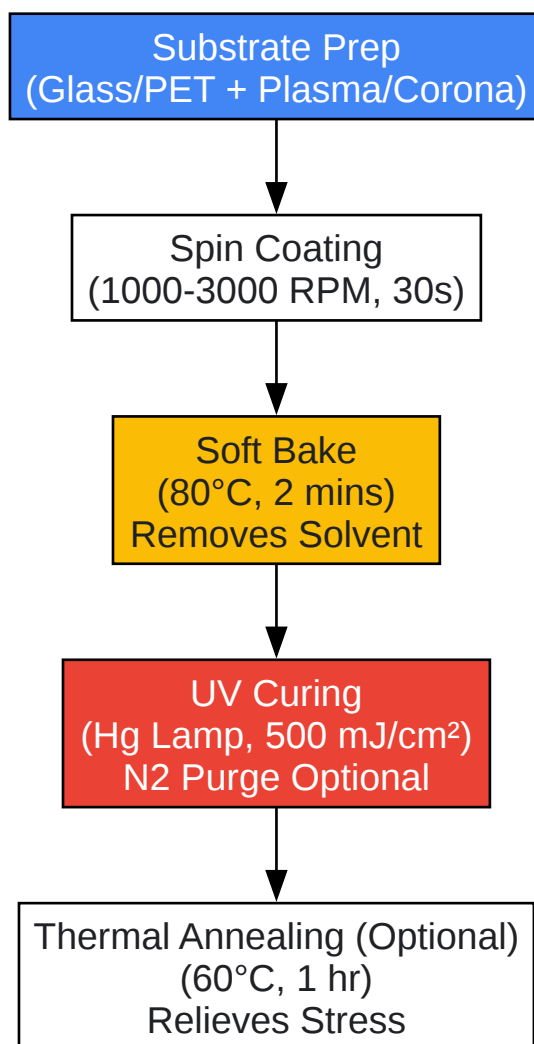 Substrate Prep
(Glass/PET + Plasma/Corona)
Spin Coating
(1000-3000 RPM, 30s)
Soft Bake
(80°C, 2 mins)
Removes Solvent
UV Curing
(Hg Lamp, 500 mJ/cm²)
N2 Purge Optional
Thermal Annealing (Optional)
(60°C, 1 hr)
Relieves Stress